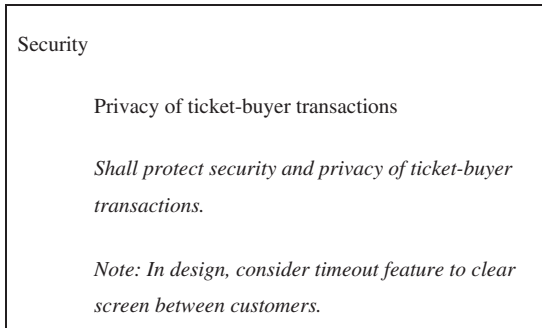 Security
Privacy of ticket-buyer transactions
Shall protect security and privacy of ticket-buyer
transactions.
Note: In design, consider timeout feature to clear
screen between customers.